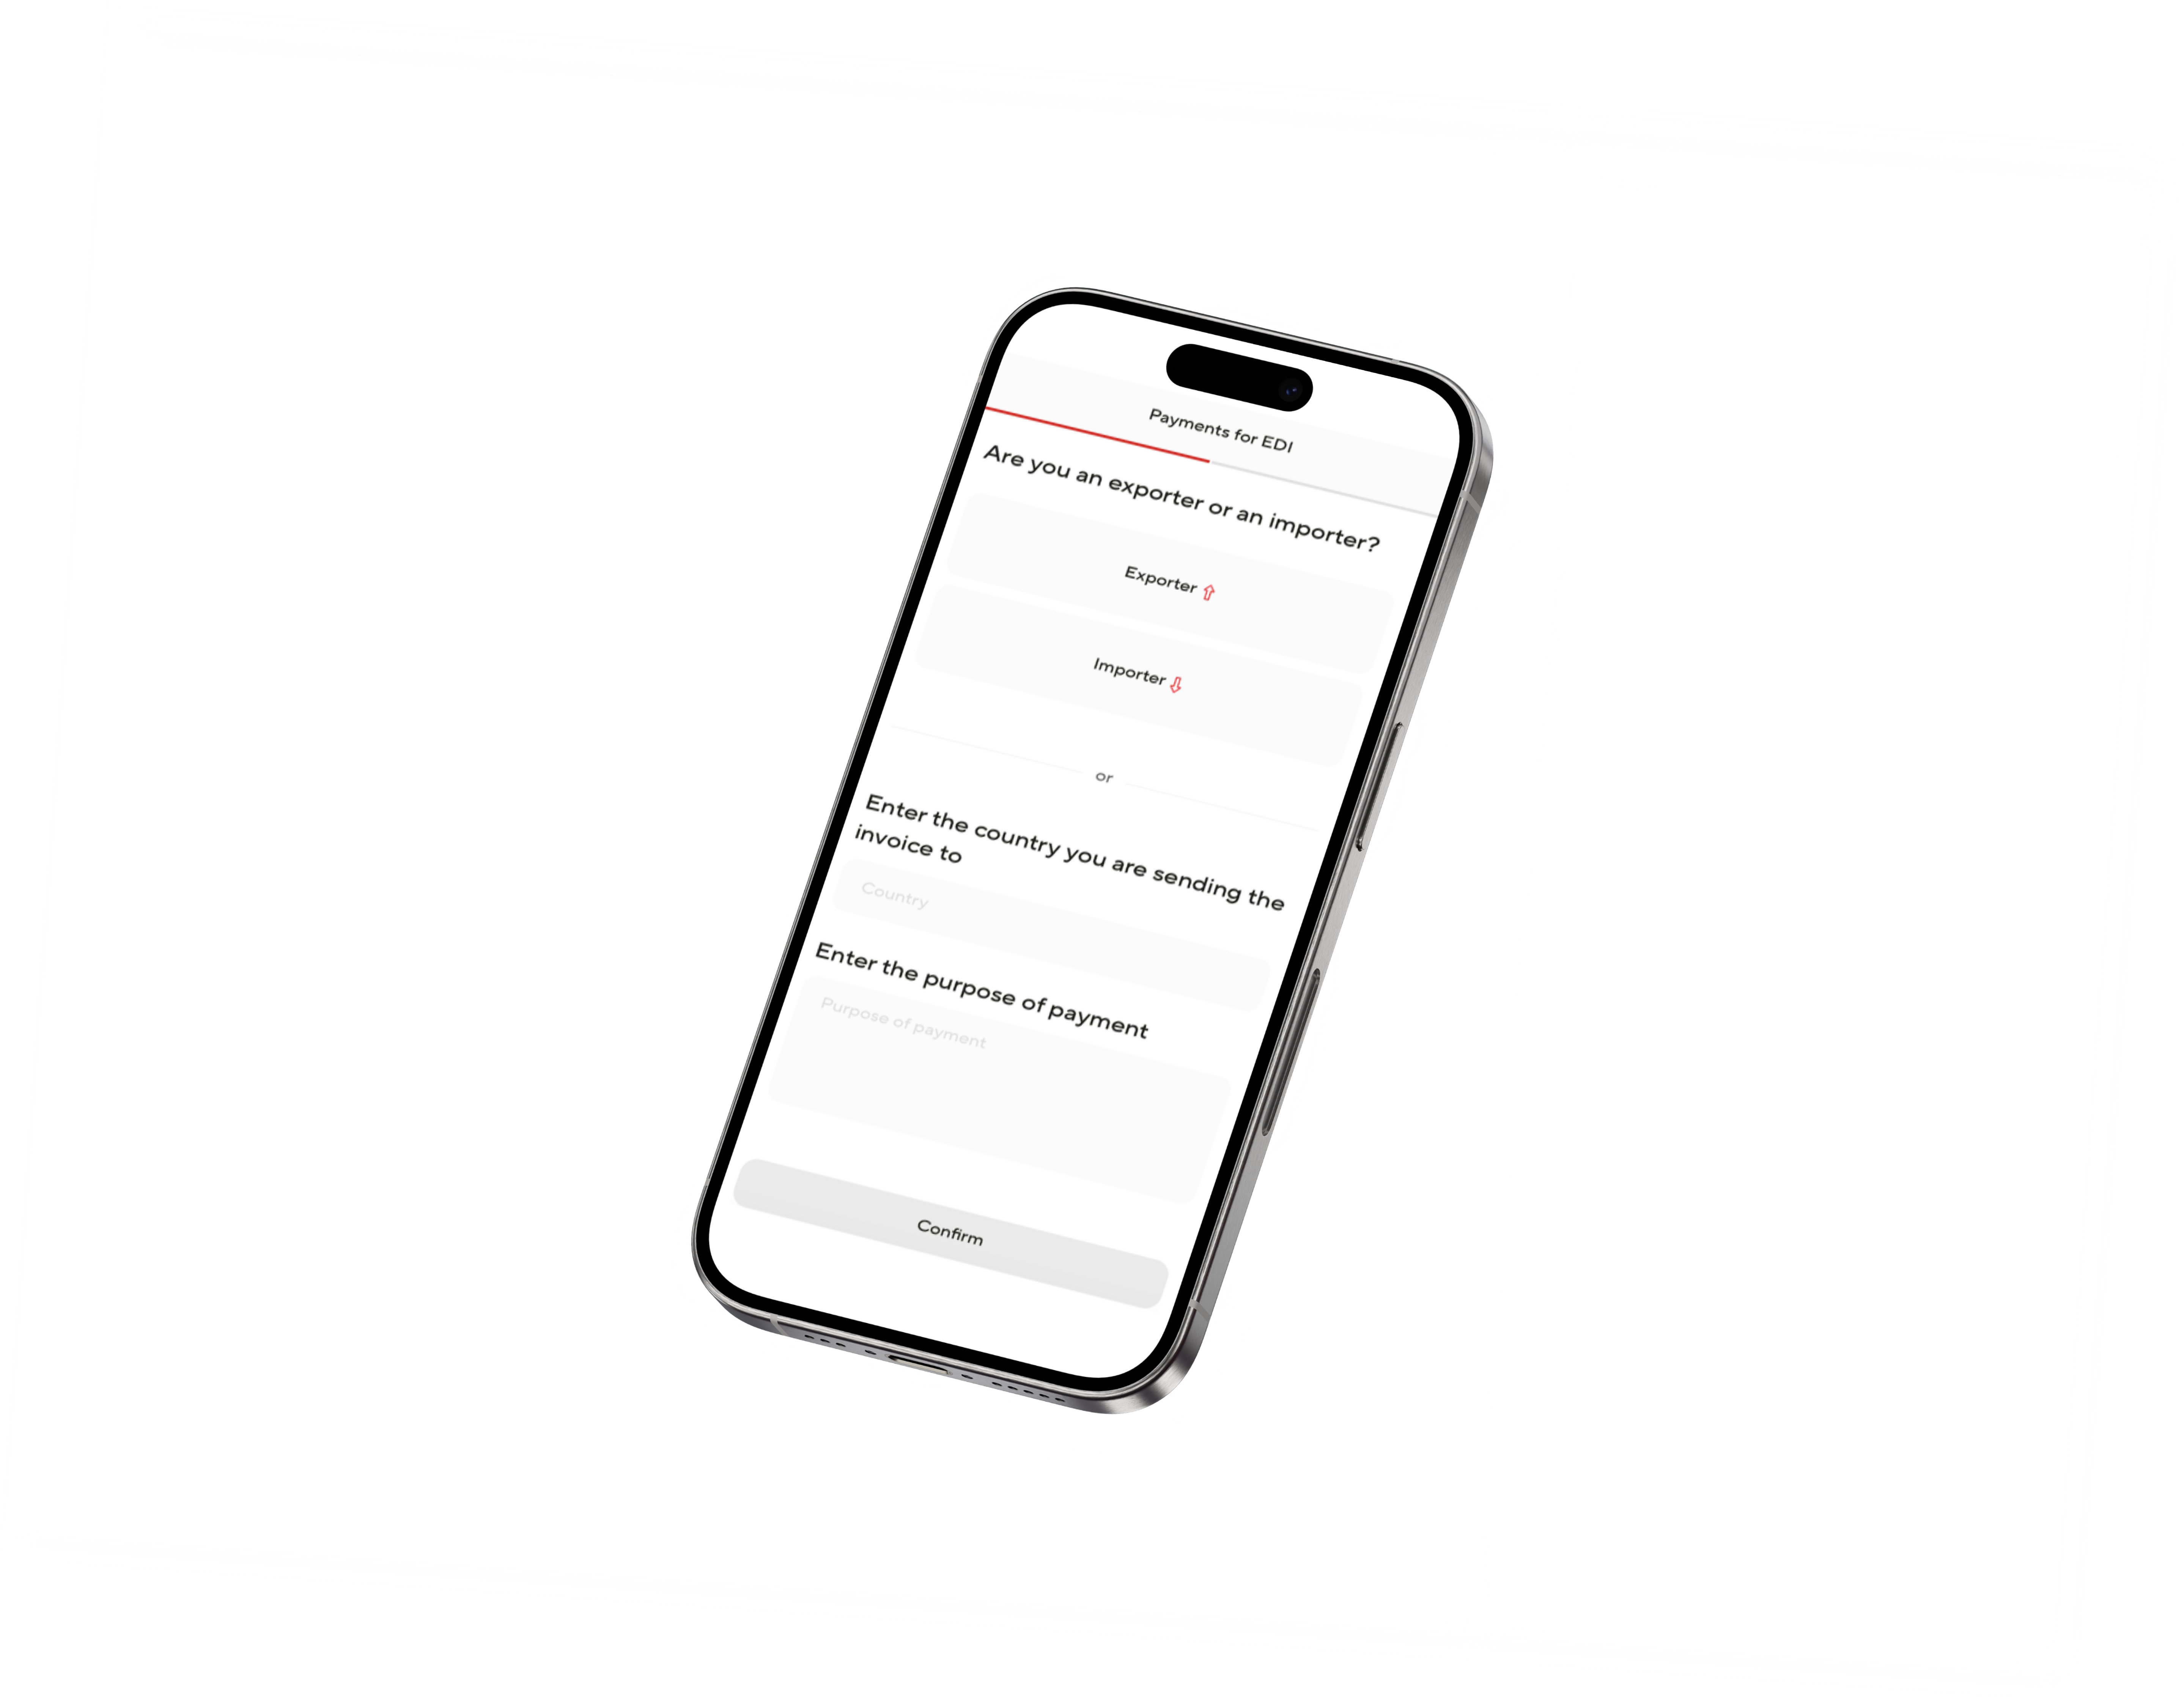 Payments for EDI
Are you an exporter or an importer?
Exporter
Importer
or
Enter the country you are sending the
invoice to
Country
Enter the purpose of payment
Purpose of payment
Confirm